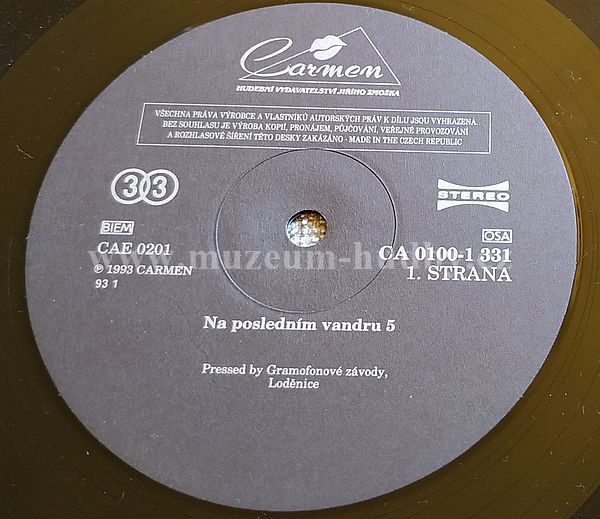 Carmen
HUDEBNÍ VYDAVATELSTVÍ JIŘÍHO ZMOŽKA
VŠECHNA PRÁVA VÝROBCE A VLASTNÍKŮ AUTORSKÝCH PRÁV K DÍLU JSOU VYHRAZENA.
BEZ SOUHLASU JE VÝROBA KOPIÍ, PRONÁJEM, PŮJČOVÁNÍ, VEŘEJNÉ PROVOZOVÁNÍ
A ROZHLASOVÉ ŠÍŘENÍ TÉTO DESKY ZAKÁZÁNO - MADE IN THE CZECH REPUBLIC
33
STEREO
BIEM
OSA
CAE 0201
CA 0100-1 331
℗ 1993 CARMEN
1. STRANA
93 1
www.muzeum-hudby
Na posledním vandru 5
Pressed by Gramofonové závody,
Loděnice